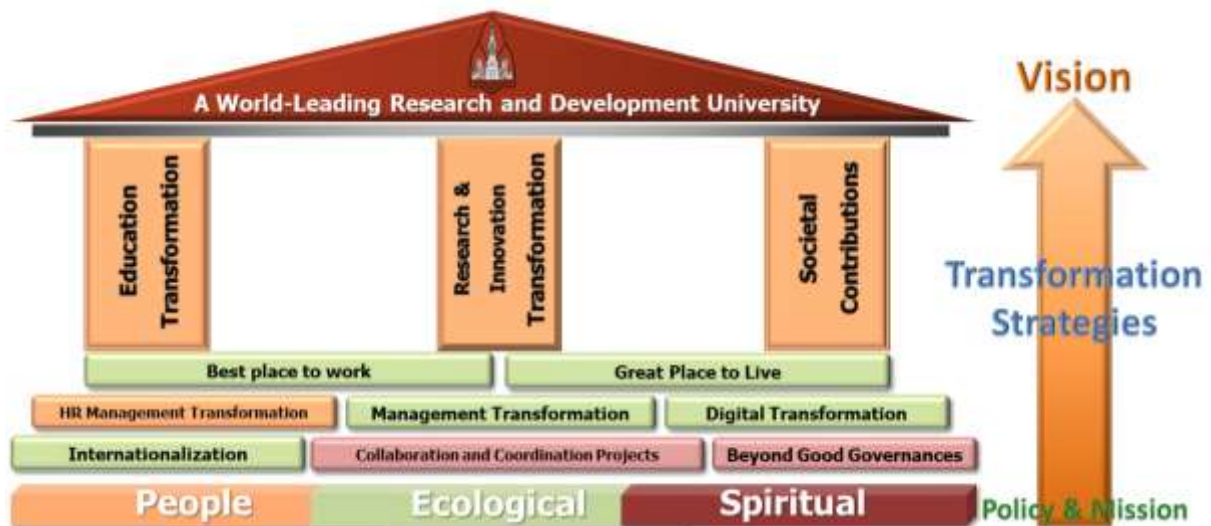 A World-Leading Research and Development University
Education
Transformation
Research &
Innovation
Transformation
Societal
Contributions
Best place to work
Great Place to Live
HR Management Transformation
Management Transformation
Digital Transformation
Internationalization
Collaboration and Coordination Projects
Beyond Good Governances
People
Ecological
Spiritual
Vision
Transformation
Strategies
Policy & Mission